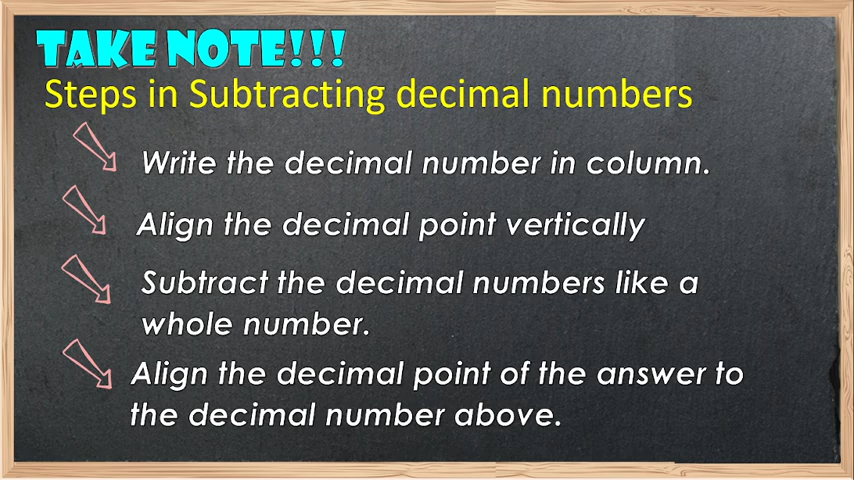 TAKE NOTE!!!
Steps in Subtracting decimal numbers
Write the decimal number in column.
Align the decimal point vertically
Subtract the decimal numbers like a
whole number.
Align the decimal point of the answer to
the decimal number above.